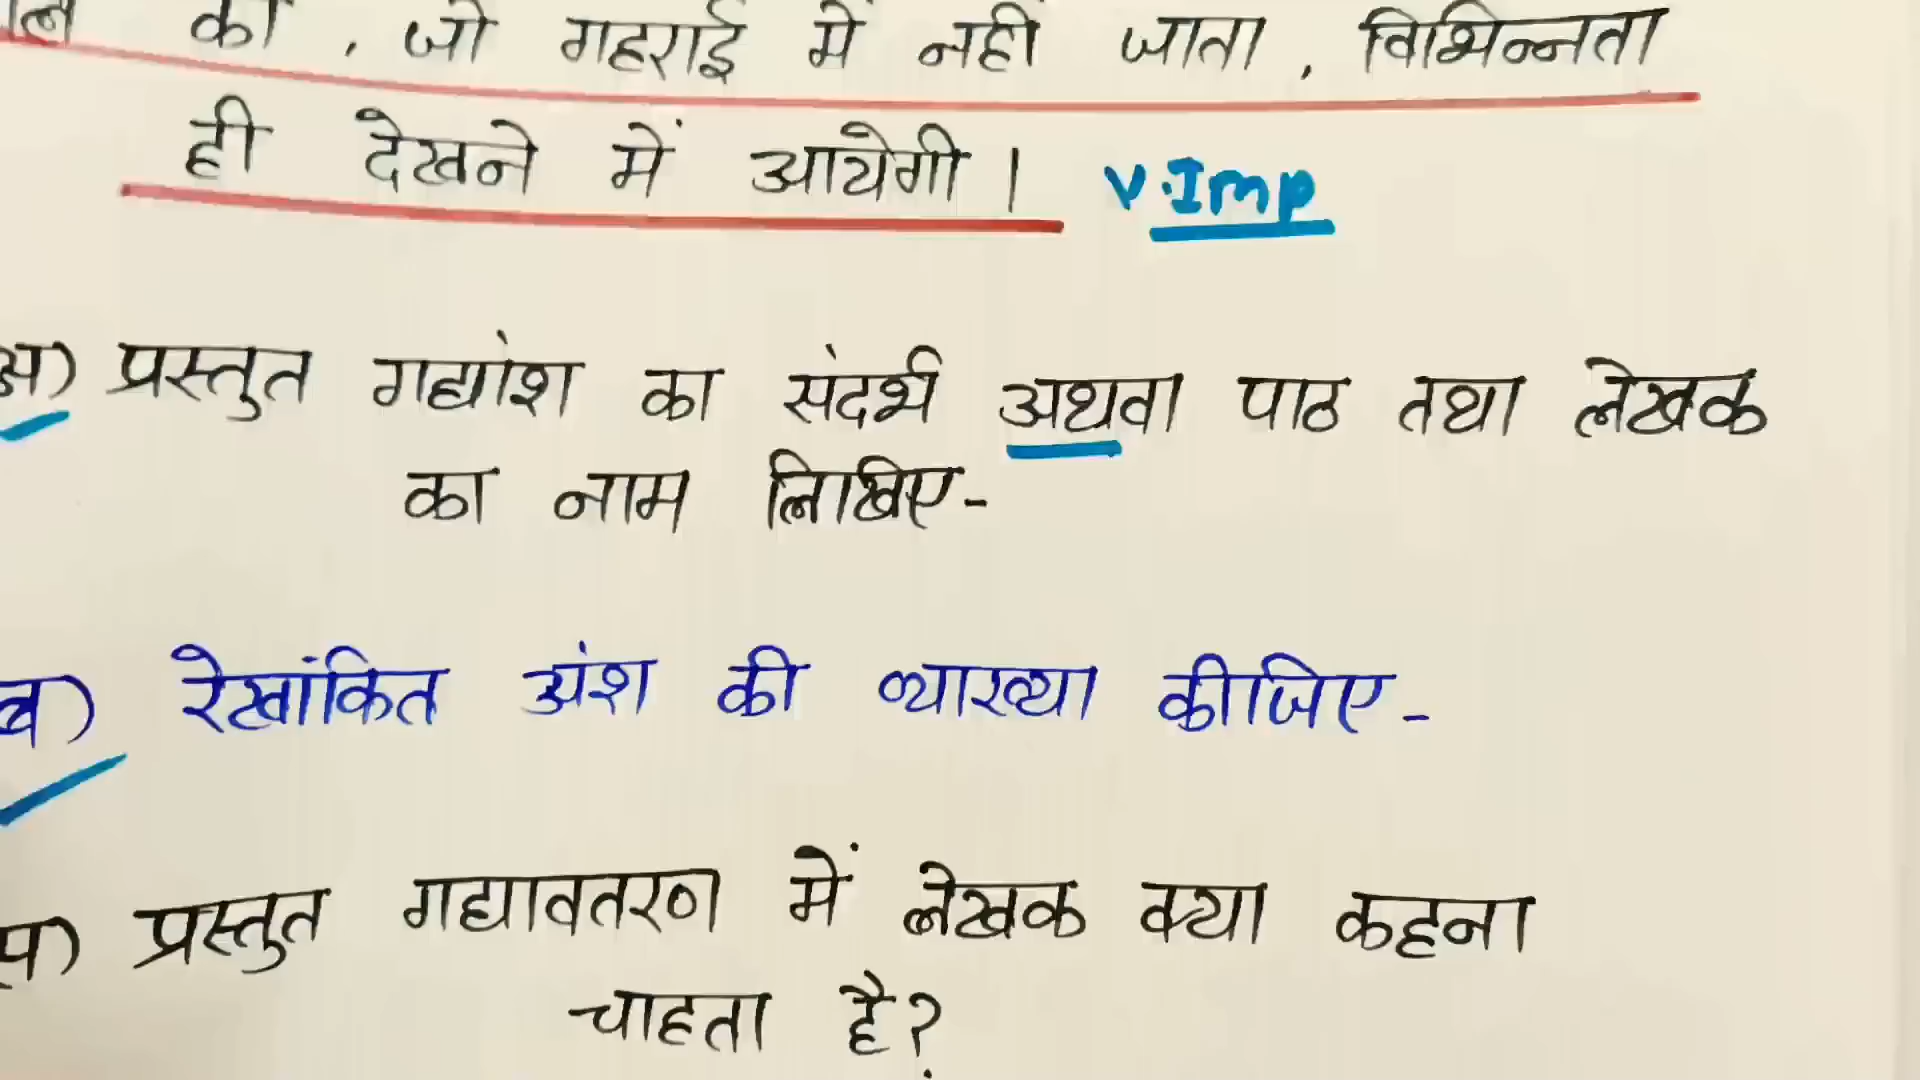 को , जो गहराई में नही जाता , विभिन्नता
ही देखने में आयेगी । V.Imp
अ) प्रस्तुत गद्यांश का संदर्भ अथवा पाठ तथा लेखक
का नाम लिखिए-
ब) रेखांकित अंश की व्याख्या कीजिए-
प्रस्तुत गद्यावतरण में लेखक क्या कहना
चाहता है?